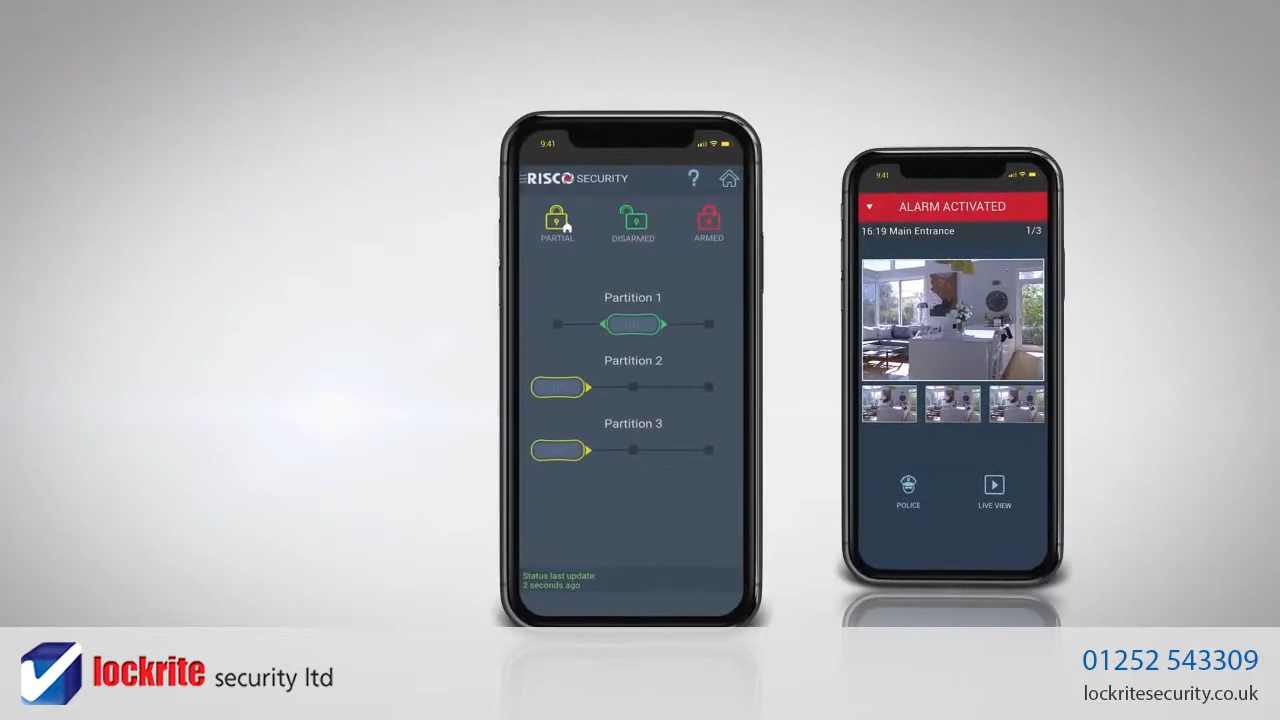 9:41
RISCO SECURITY
?
PARTIAL
DISARMED
ARMED
Partition 1
Partition 2
Partition 3
Status last update:
2 seconds ago
9:41
ALARM ACTIVATED
16:19 Main Entrance
1/3
POLICE
LIVE VIEW
lockrite security ltd
01252 543309
lockritesecurity.co.uk